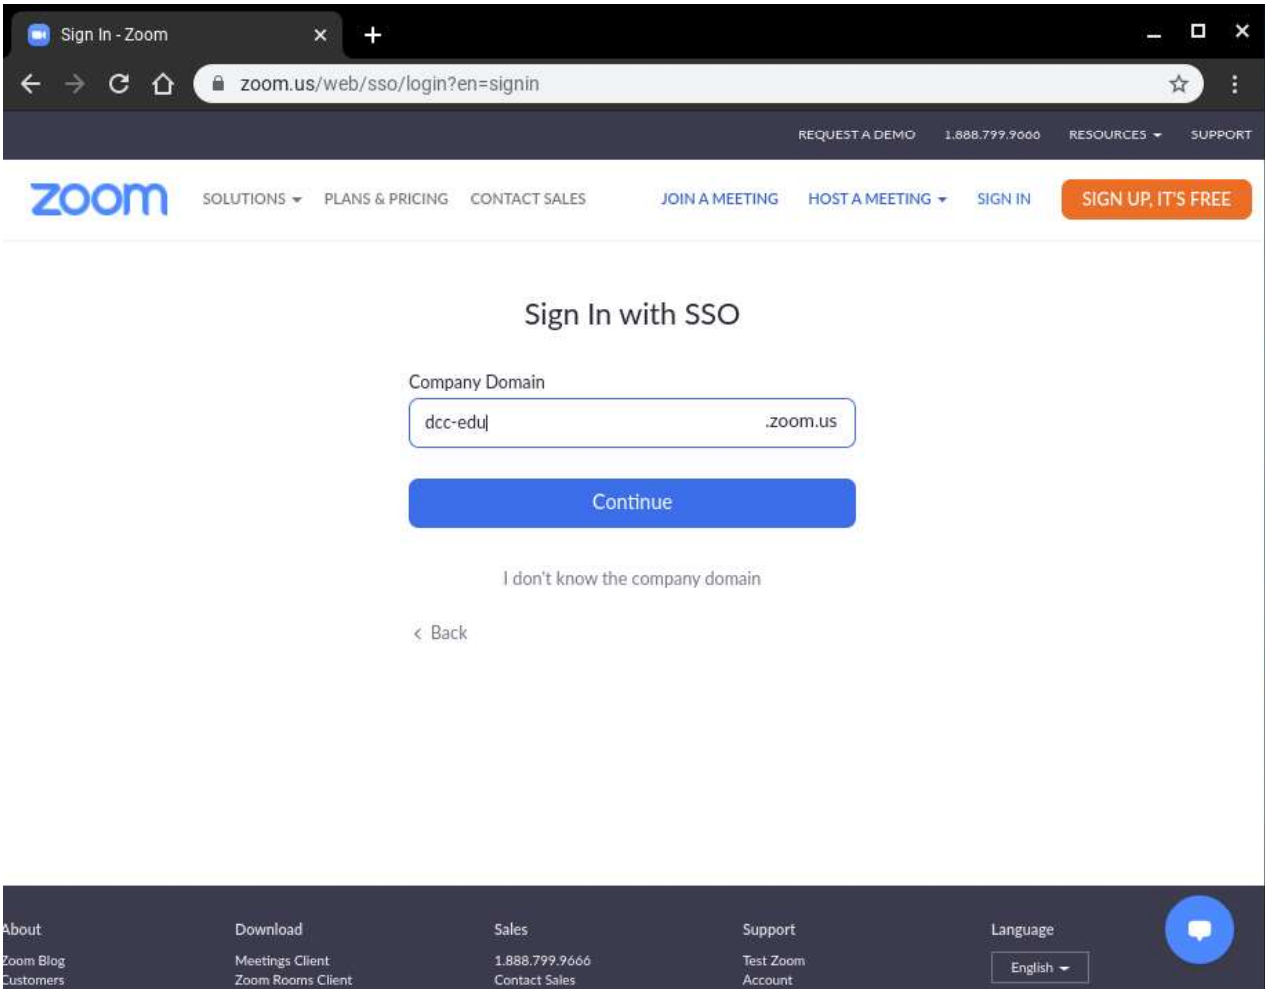 Sign In - Zoom
zoom.us/web/sso/login?en=signin
REQUEST A DEMO 1.888.799.9666 RESOURCES SUPPORT
zoom SOLUTIONS PLANS & PRICING CONTACT SALES JOIN A MEETING HOST A MEETING SIGN IN SIGN UP, IT'S FREE
Sign In with SSO
Company Domain
dcc-edu .zoom.us
Continue
I don't know the company domain
< Back
About Download Sales Support Language
Zoom Blog Meetings Client 1.888.799.9666 Test Zoom English
Customers Zoom Rooms Client Contact Sales Account